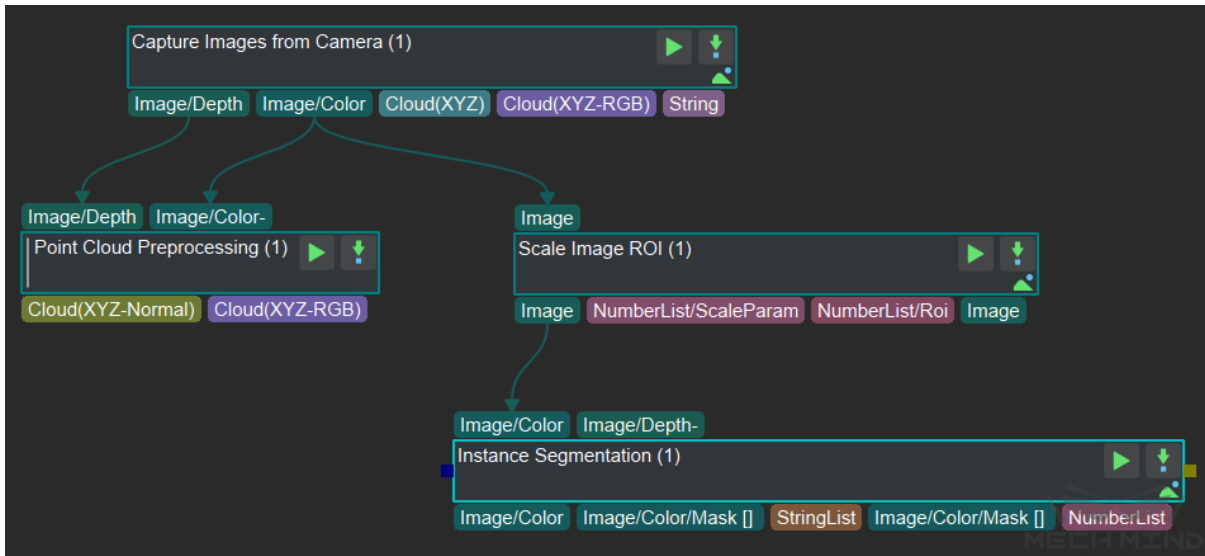 Capture Images from Camera (1)
Image/Depth Image/Color Cloud(XYZ) Cloud(XYZ-RGB) String
Image/Depth Image/Color- Image
Point Cloud Preprocessing (1) Scale Image ROI (1)
Cloud(XYZ-Normal) Cloud(XYZ-RGB) Image NumberList/ScaleParam NumberList/Roi Image
Image/Color Image/Depth-
Instance Segmentation (1)
Image/Color Image/Color/Mask [] StringList Image/Color/Mask [] NumberList
MECH MIND